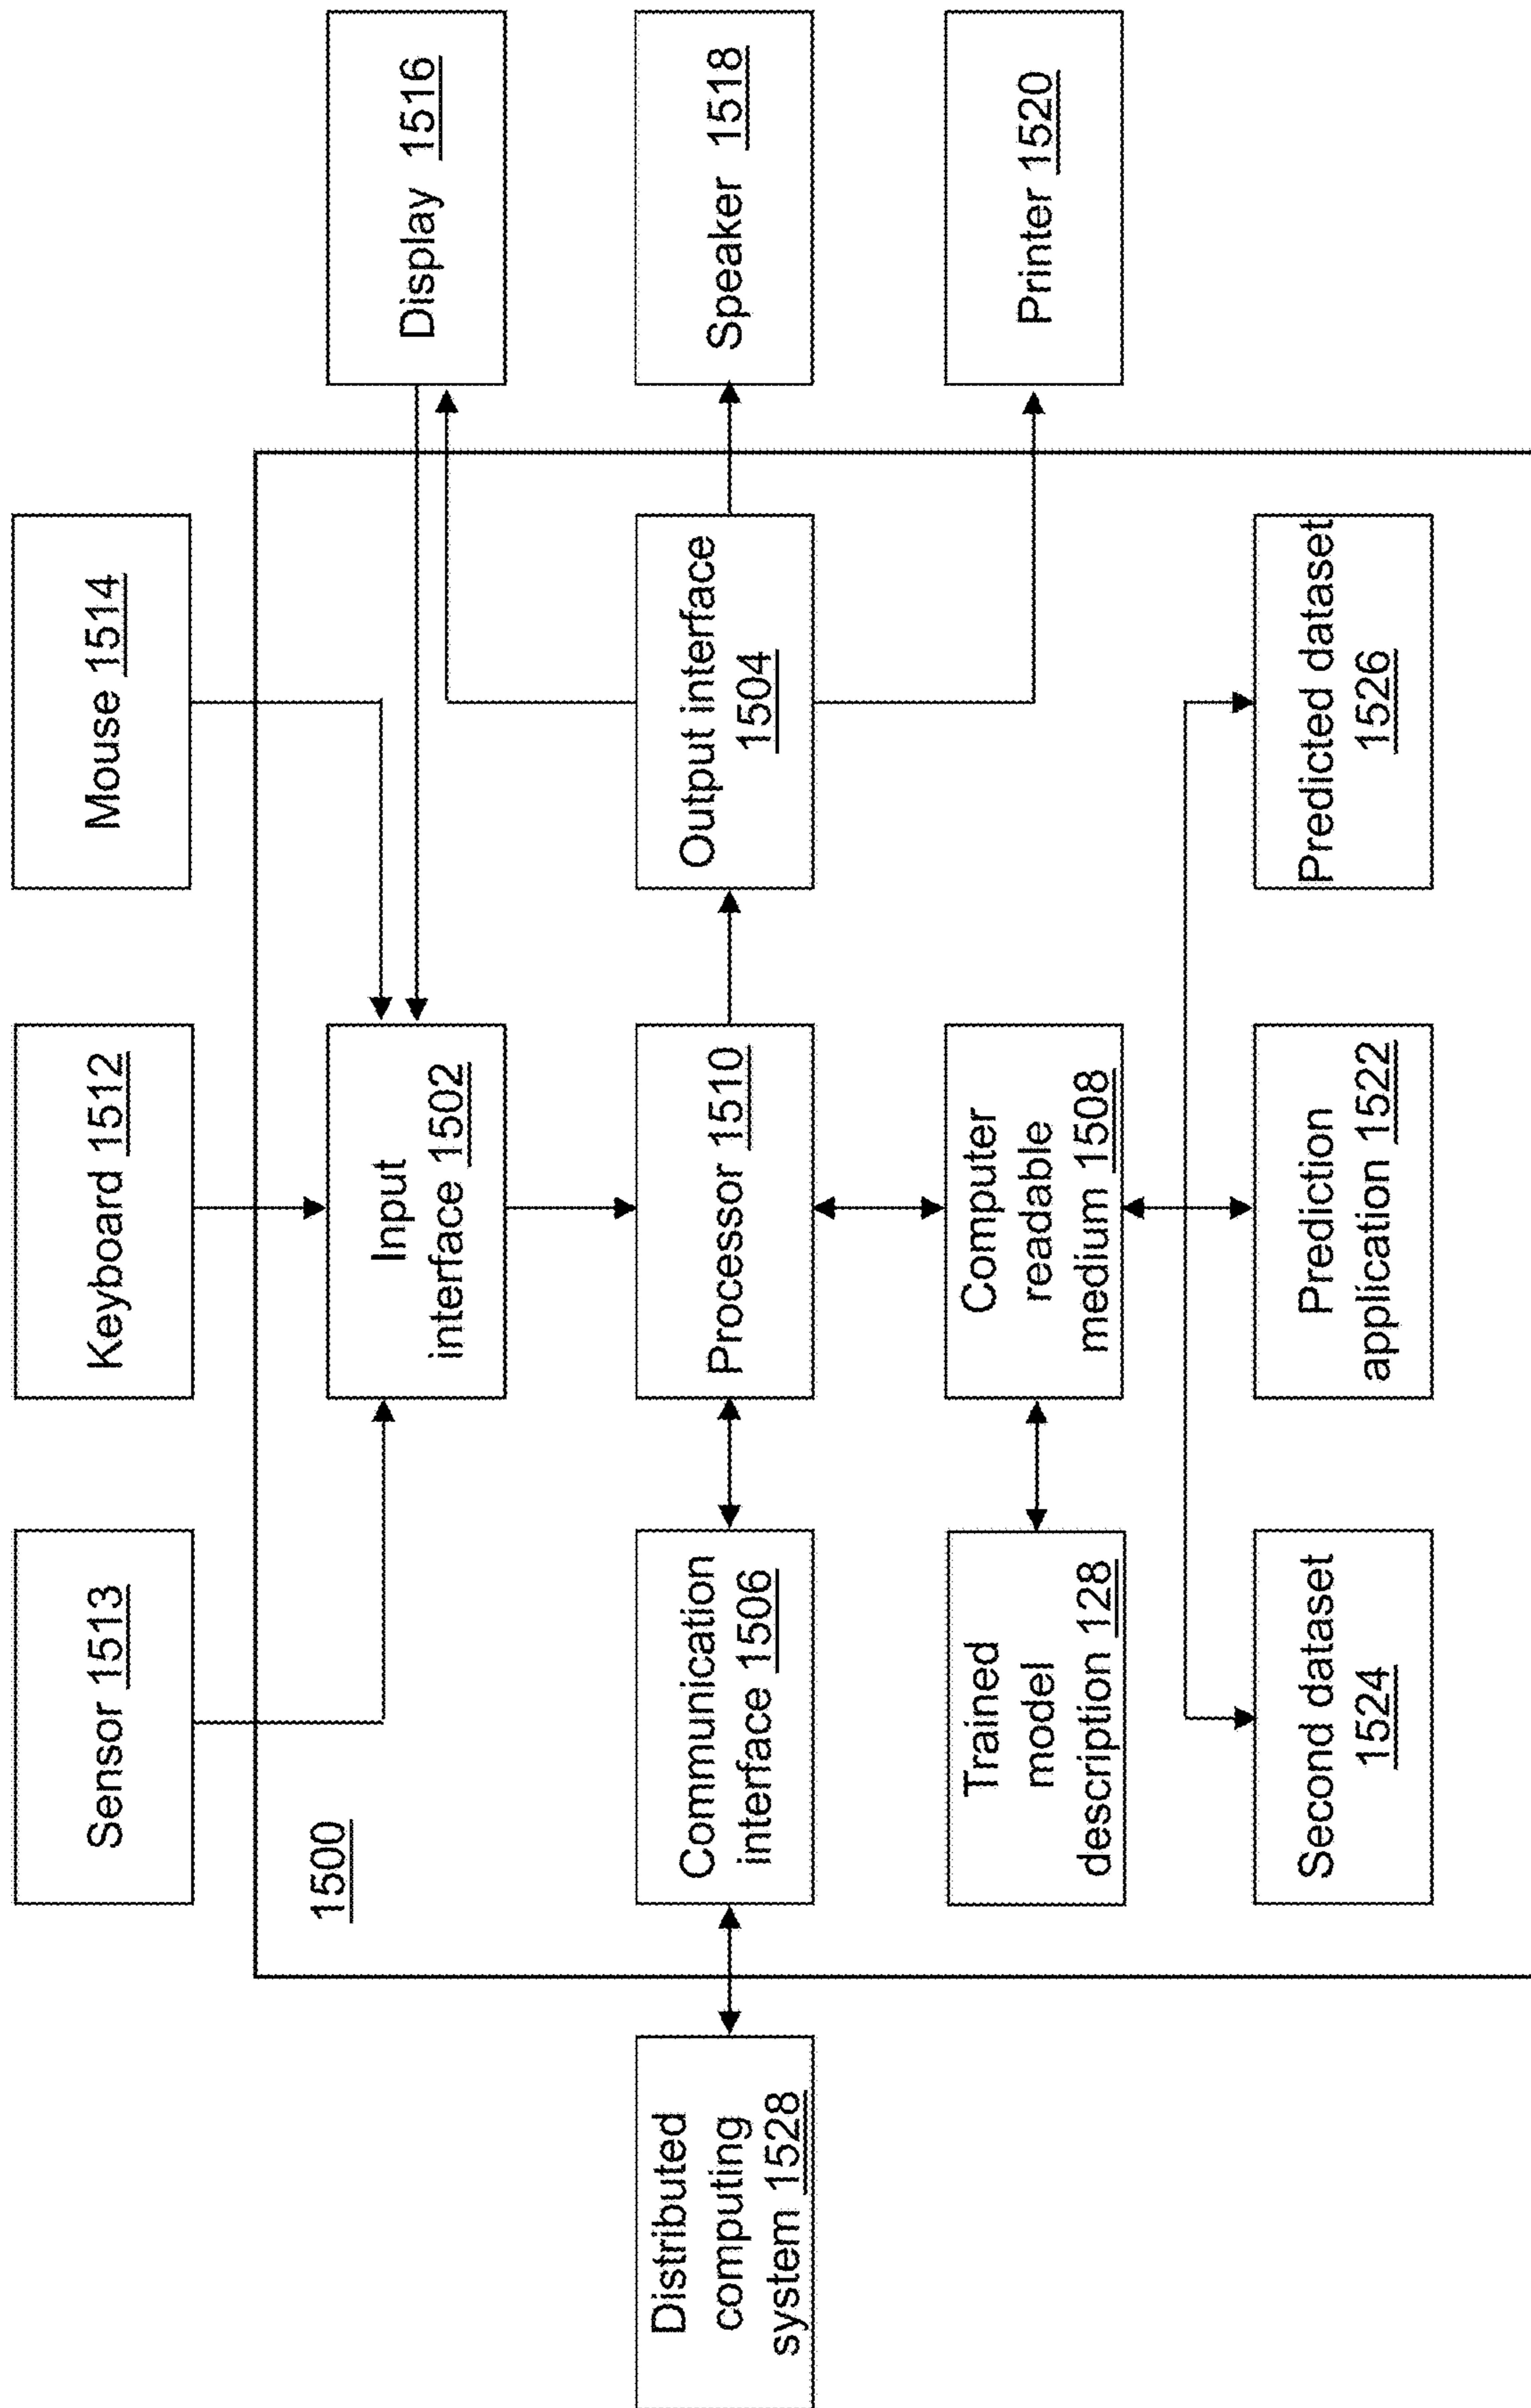 Sensor 1513
Keyboard 1512
Mouse 1514
1500
Input
interface 1502
Display 1516
Distributed
computing
system 1528
Communication
interface 1506
Processor 1510
Output interface
1504
Speaker 1518
Trained
model
description 128
Computer
readable
medium 1508
Printer 1520
Second dataset
1524
Prediction
application 1522
Predicted dataset
1526